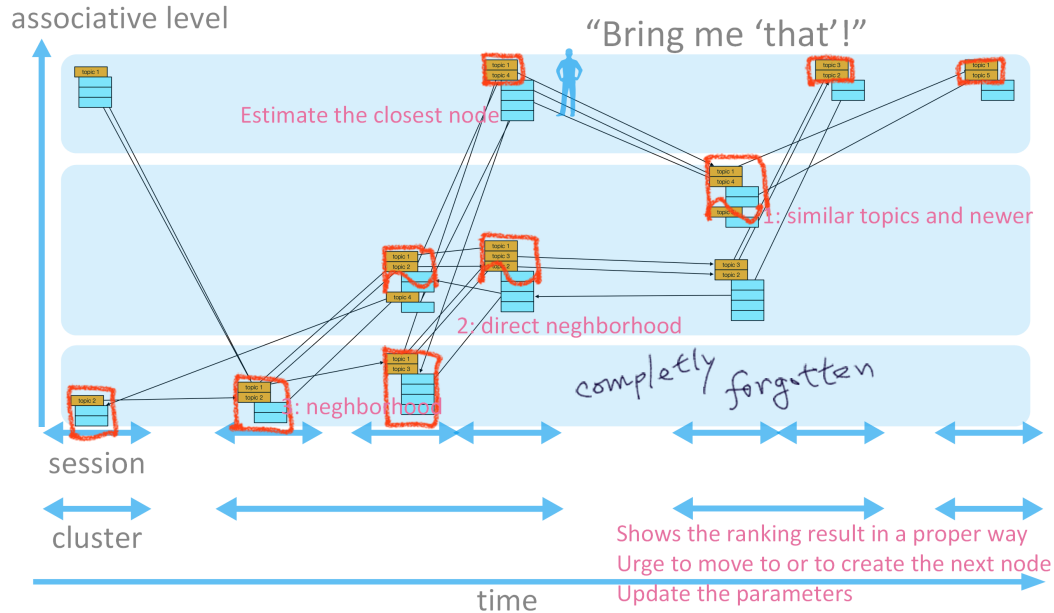 associative level
"Bring me 'that'!"
topic 1
topic 1
topic 4
topic 3
topic 2
topic 1
topic 5
Estimate the closest node
topic 1
topic 4
1: similar topics and newer
topic 1
topic 2
topic 4
topic 1
topic 3
topic 2
topic 3
topic 2
2: direct neghborhood
topic 1
topic 3
completly forgotten
topic 2
topic 1
topic 2
: neghborhood
session
cluster
Shows the ranking result in a proper way
Urge to move to or to create the next node
Update the parameters
time